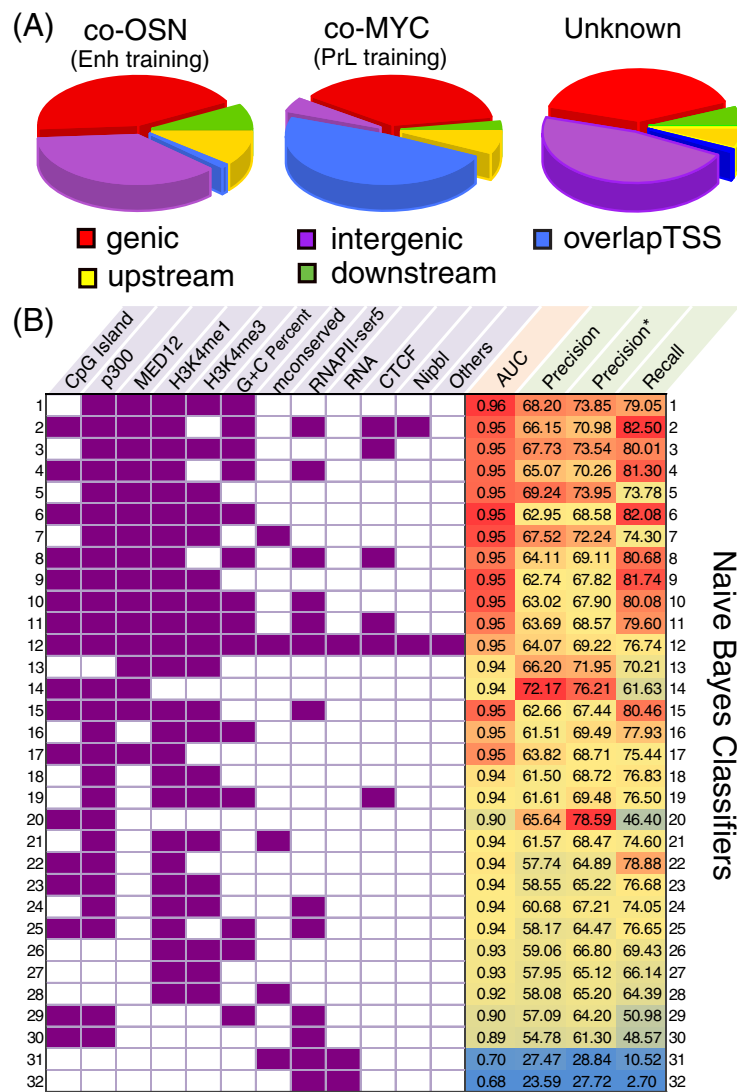 (A)
co-OSN
(Enh training)
co-MYC
(PrL training)
Unknown
genic
intergenic
overlapTSS
upstream
downstream
(B)
CpG Island
p300
MED12
H3K4me1
H3K4me3
G+C Percent
mconserved
RNAPII-ser5
RNA
CTCF
Nipbl
Others
AUC
Precision
Precision*
Recall
1 0.96 68.20 73.85 79.05 1
2 0.95 66.15 70.98 82.50 2
3 0.95 67.73 73.54 80.01 3
4 0.95 65.07 70.26 81.30 4
5 0.95 69.24 73.95 73.78 5
6 0.95 62.95 68.58 82.08 6
7 0.95 67.52 72.24 74.30 7
8 0.95 64.11 69.11 80.68 8
9 0.95 62.74 67.82 81.74 9
10 0.95 63.02 67.90 80.08 10
11 0.95 63.69 68.57 79.60 11
12 0.95 64.07 69.22 76.74 12
13 0.94 66.20 71.95 70.21 13
14 0.94 72.17 76.21 61.63 14
15 0.95 62.66 67.44 80.46 15
16 0.95 61.51 69.49 77.93 16
17 0.95 63.82 68.71 75.44 17
18 0.94 61.50 68.72 76.83 18
19 0.94 61.61 69.48 76.50 19
20 0.90 65.64 78.59 46.40 20
21 0.94 61.57 68.47 74.60 21
22 0.94 57.74 64.89 78.88 22
23 0.94 58.55 65.22 76.68 23
24 0.94 60.68 67.21 74.05 24
25 0.94 58.17 64.47 76.65 25
26 0.93 59.06 66.80 69.43 26
27 0.93 57.95 65.12 66.14 27
28 0.92 58.08 65.20 64.39 28
29 0.90 57.09 64.20 50.98 29
30 0.89 54.78 61.30 48.57 30
31 0.70 27.47 28.84 10.52 31
32 0.68 23.59 27.72 2.70 32
Naive Bayes Classifiers